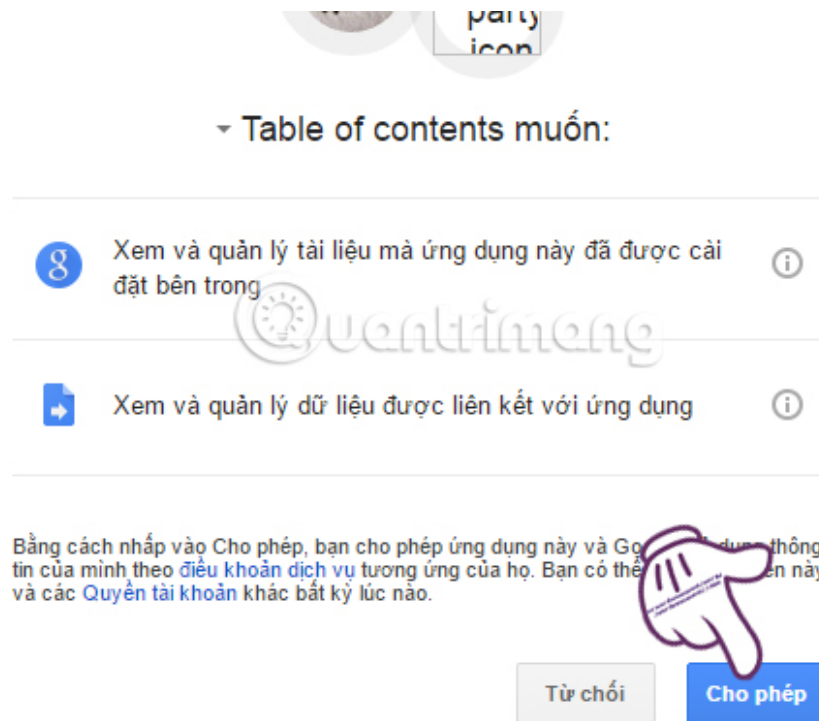 party
icon
Table of contents muốn:
Xem và quản lý tài liệu mà ứng dụng này đã được cài
đặt bên trong
Quantrimang
Xem và quản lý dữ liệu được liên kết với ứng dụng
Bằng cách nhấp vào Cho phép, bạn cho phép ứng dụng này và thông
tin của mình theo điều khoản dịch vụ tương ứng của họ. Bạn có thể này
và các Quyền tài khoản khác bất kỳ lúc nào.
Từ chối
Cho phép